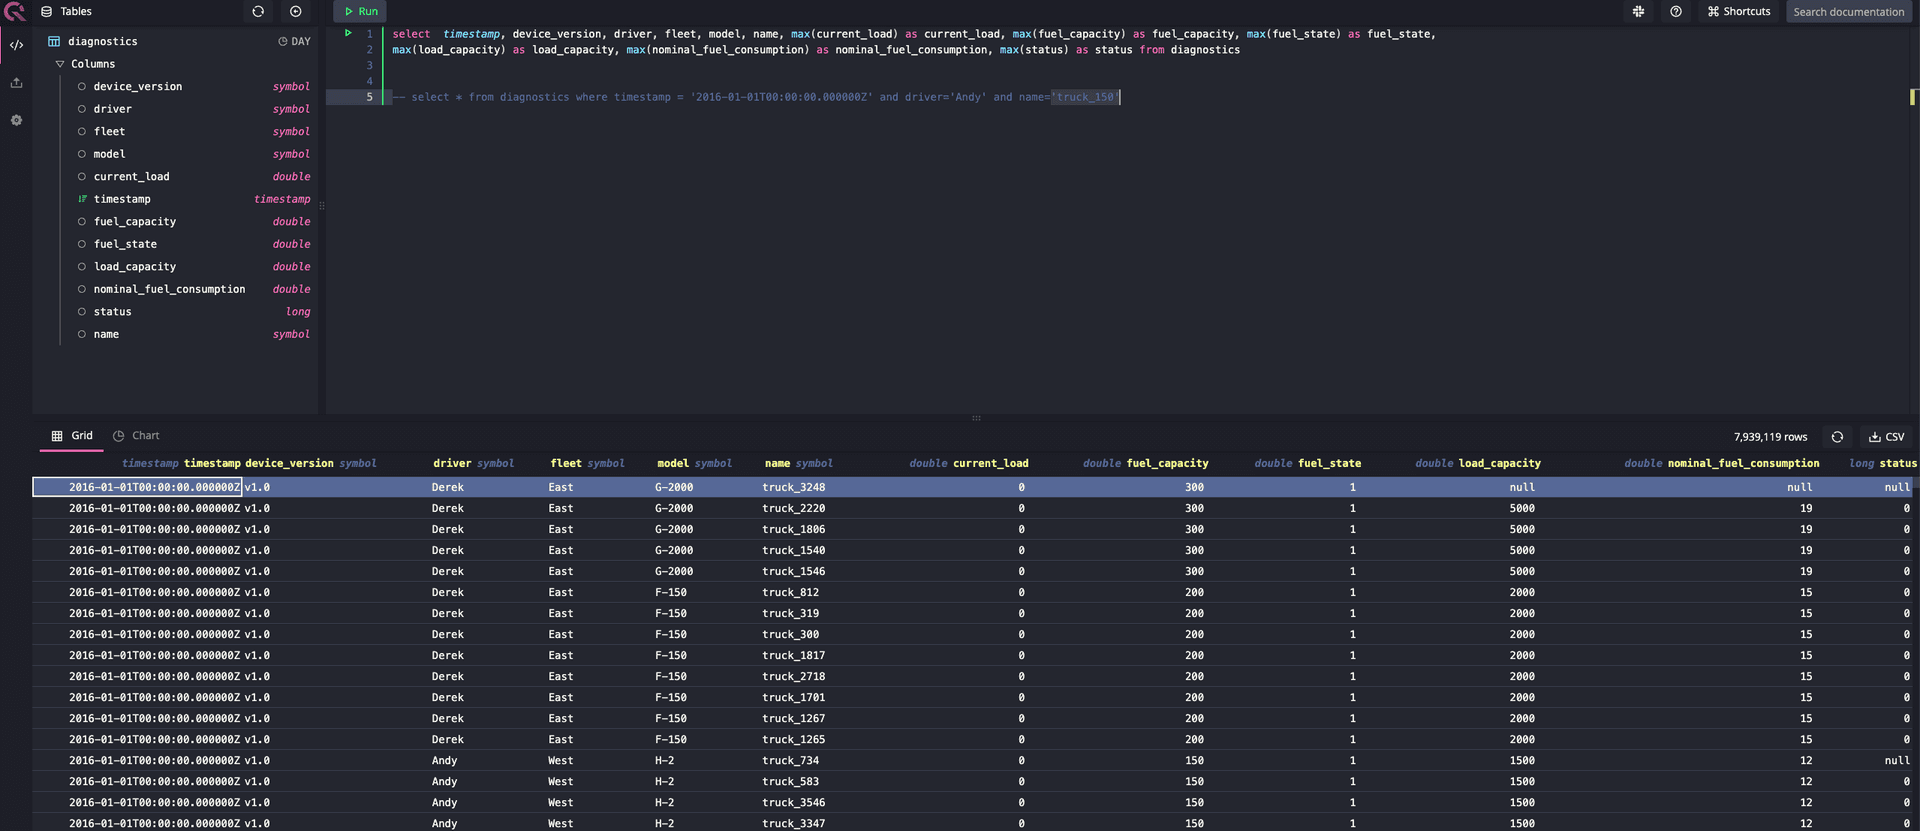 Tables
Run
Shortcuts
Search documentation
diagnostics DAY
Columns
device_version symbol
driver symbol
fleet symbol
model symbol
current_load double
timestamp timestamp
fuel_capacity double
fuel_state double
load_capacity double
nominal_fuel_consumption double
status long
name symbol
1 select  timestamp, device_version, driver, fleet, model, name, max(current_load) as current_load, max(fuel_capacity) as fuel_capacity, max(fuel_state) as fuel_state,
2 max(load_capacity) as load_capacity, max(nominal_fuel_consumption) as nominal_fuel_consumption, max(status) as status from diagnostics
3
4
5 -- select * from diagnostics where timestamp = '2016-01-01T00:00:00.000000Z' and driver='Andy' and name='truck_150'
Grid Chart 7,939,119 rows CSV
timestamp timestamp device_version symbol driver symbol fleet symbol model symbol name symbol double current_load double fuel_capacity double fuel_state double load_capacity double nominal_fuel_consumption long status
2016-01-01T00:00:00.000000Z v1.0 Derek East G-2000 truck_3248 0 300 1 null null null
2016-01-01T00:00:00.000000Z v1.0 Derek East G-2000 truck_2220 0 300 1 5000 19 0
2016-01-01T00:00:00.000000Z v1.0 Derek East G-2000 truck_1806 0 300 1 5000 19 0
2016-01-01T00:00:00.000000Z v1.0 Derek East G-2000 truck_1540 0 300 1 5000 19 0
2016-01-01T00:00:00.000000Z v1.0 Derek East G-2000 truck_1546 0 300 1 5000 19 0
2016-01-01T00:00:00.000000Z v1.0 Derek East F-150 truck_812 0 200 1 2000 15 0
2016-01-01T00:00:00.000000Z v1.0 Derek East F-150 truck_319 0 200 1 2000 15 0
2016-01-01T00:00:00.000000Z v1.0 Derek East F-150 truck_300 0 200 1 2000 15 0
2016-01-01T00:00:00.000000Z v1.0 Derek East F-150 truck_1817 0 200 1 2000 15 0
2016-01-01T00:00:00.000000Z v1.0 Derek East F-150 truck_2718 0 200 1 2000 15 0
2016-01-01T00:00:00.000000Z v1.0 Derek East F-150 truck_1701 0 200 1 2000 15 0
2016-01-01T00:00:00.000000Z v1.0 Derek East F-150 truck_1267 0 200 1 2000 15 0
2016-01-01T00:00:00.000000Z v1.0 Derek East F-150 truck_1265 0 200 1 2000 15 0
2016-01-01T00:00:00.000000Z v1.0 Andy West H-2 truck_734 0 150 1 1500 12 null
2016-01-01T00:00:00.000000Z v1.0 Andy West H-2 truck_583 0 150 1 1500 12 0
2016-01-01T00:00:00.000000Z v1.0 Andy West H-2 truck_3546 0 150 1 1500 12 0
2016-01-01T00:00:00.000000Z v1.0 Andy West H-2 truck_3347 0 150 1 1500 12 0